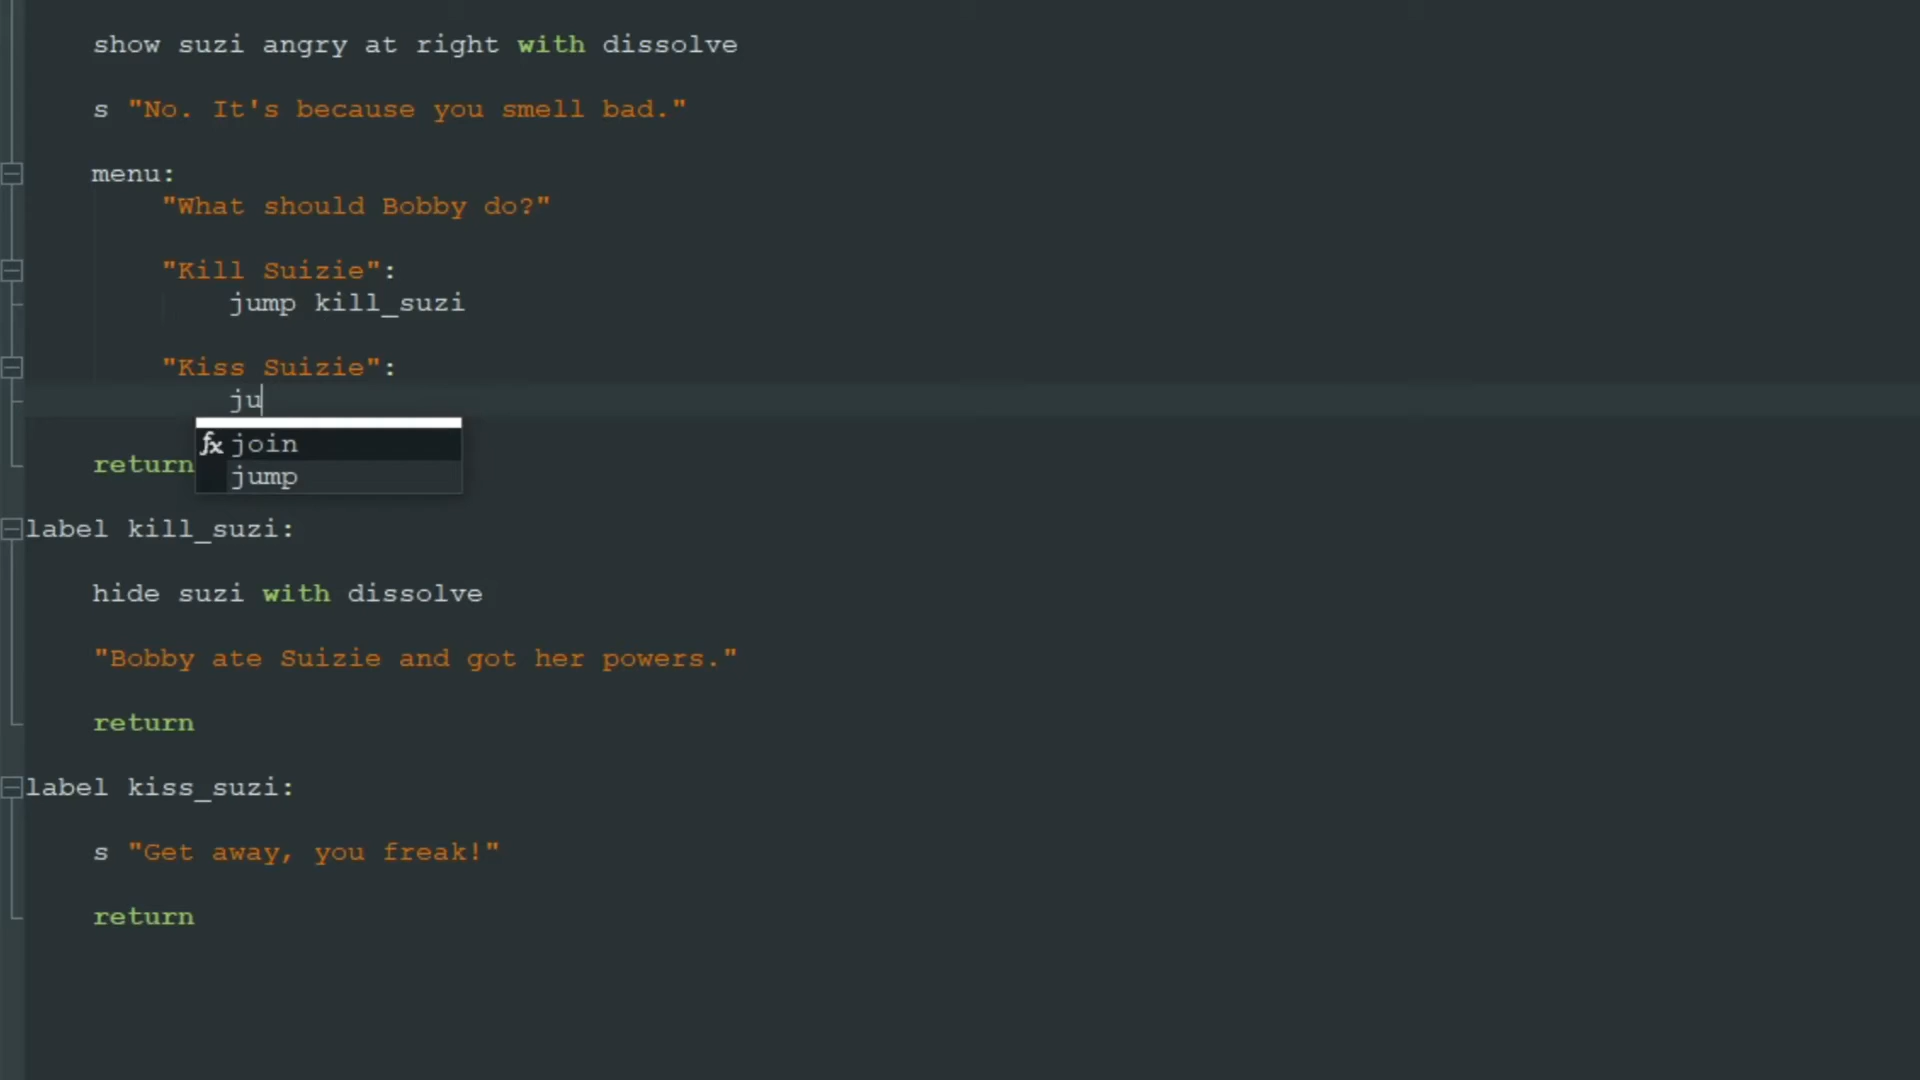 show suzi angry at right with dissolve
s "No. It's because you smell bad."
menu:
"What should Bobby do?"
"Kill Suizie":
jump kill_suzi
"Kiss Suizie":
ju
fx join
jump
return
label kill_suzi:
hide suzi with dissolve
"Bobby ate Suizie and got her powers."
return
label kiss_suzi:
s "Get away, you freak!"
return